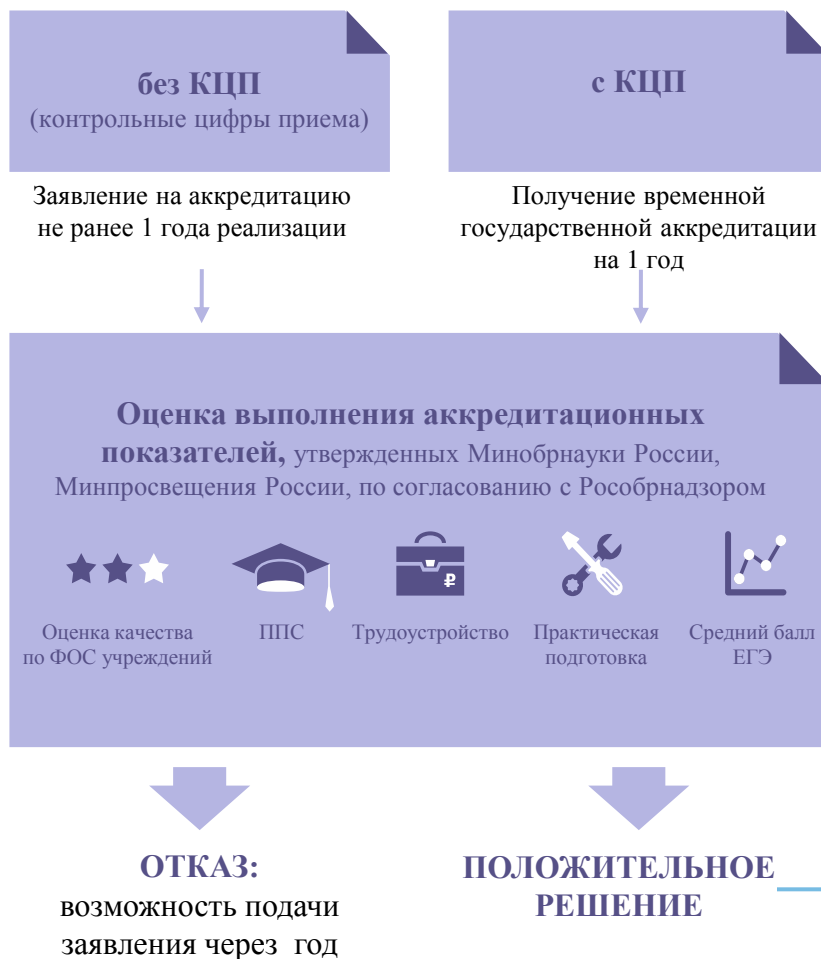 без КЦП
(контрольные цифры приема)
с КЦП
Заявление на аккредитацию
не ранее 1 года реализации
Получение временной
государственной аккредитации
на 1 год
Оценка выполнения аккредитационных
показателей, утвержденных Минобрнауки России,
Минпросвещения России, по согласованию с Рособрнадзором
₽
Оценка качества
по ФОС учреждений
ППС
Трудоустройство
Практическая
подготовка
Средний балл
ЕГЭ
ОТКАЗ:
возможность подачи
заявления через год
ПОЛОЖИТЕЛЬНОЕ
РЕШЕНИЕ